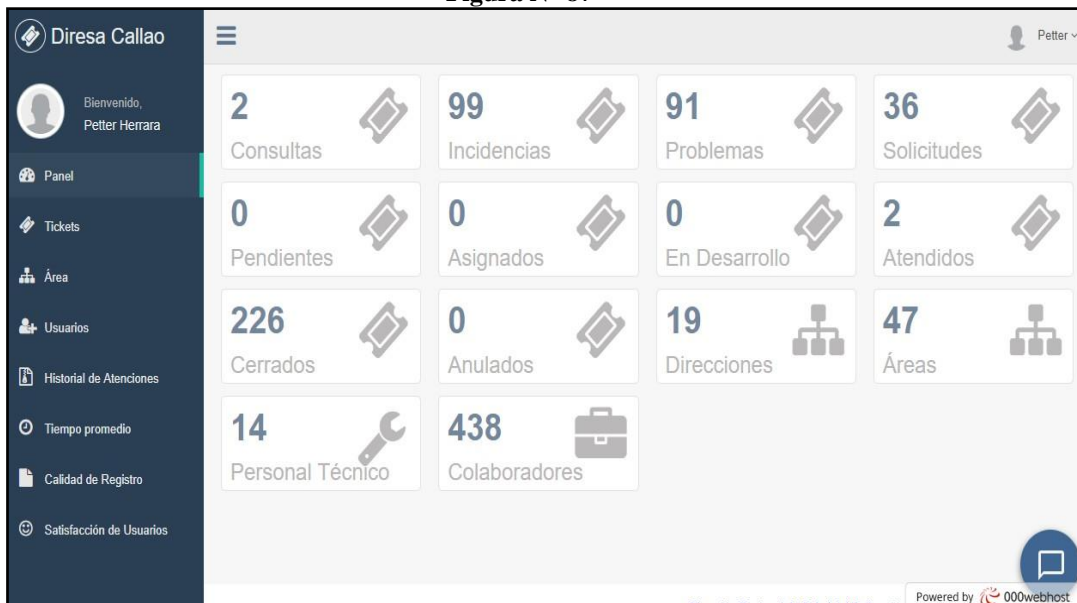 Diresa Callao
Petter
Bienvenido,
Petter Herrara
Panel
Tickets
Área
Usuarios
Historial de Atenciones
Tiempo promedio
Calidad de Registro
Satisfacción de Usuarios
2
Consultas
99
Incidencias
91
Problemas
36
Solicitudes
0
Pendientes
0
Asignados
0
En Desarrollo
2
Atendidos
226
Cerrados
0
Anulados
19
Direcciones
47
Áreas
14
Personal Técnico
438
Colaboradores
Powered by 000webhost